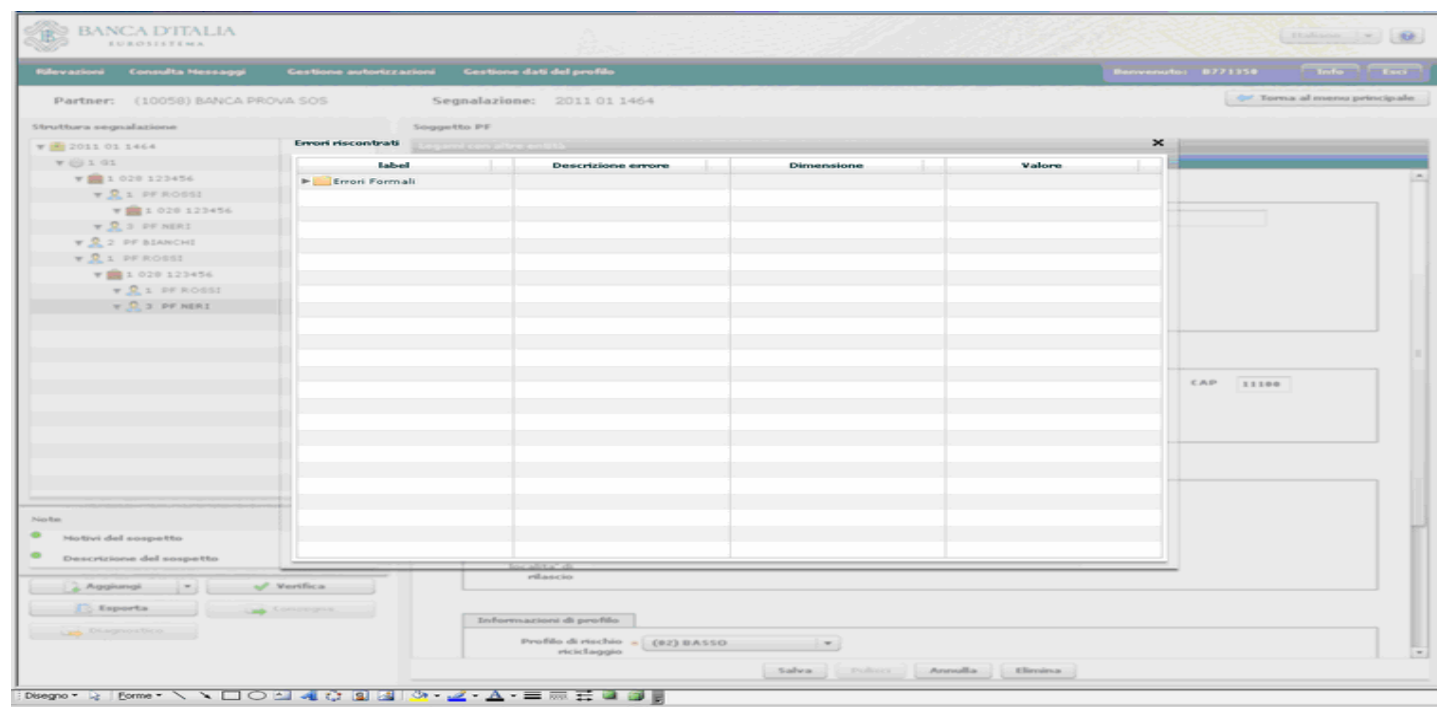 BANCA D'ITALIA
EUROSISTEMA
Italiano
Rilevazioni Consulta Messaggi Gestione autorizzazioni Gestione dati del profilo Benvenuto: B771350 Info Esci
Partner: (10058) BANCA PROVA SOS Segnalazione: 2011 01 1464 Torna al menu principale
Struttura segnalazione Soggetto PF
2011 01 1464 Errori riscontrati Legami con altre entità
1 01 label Descrizione errore Dimensione Valore
1 028 123456 Errori Formali
1 PF ROSSI
1 028 123456
3 PF NERI
2 PF BIANCHI
1 PF ROSSI
1 028 123456
1 PF ROSSI
3 PF NERI
CAP 11100
Note
Motivi del sospetto
Descrizione del sospetto
localita' di
rilascio
Aggiungi Verifica
Esporta Consegna
Diagnostico
Informazioni di profilo
Profilo di rischio (02) BASSO
riciclaggio
Salva Pulisci Annulla Elimina
Disegno Forme